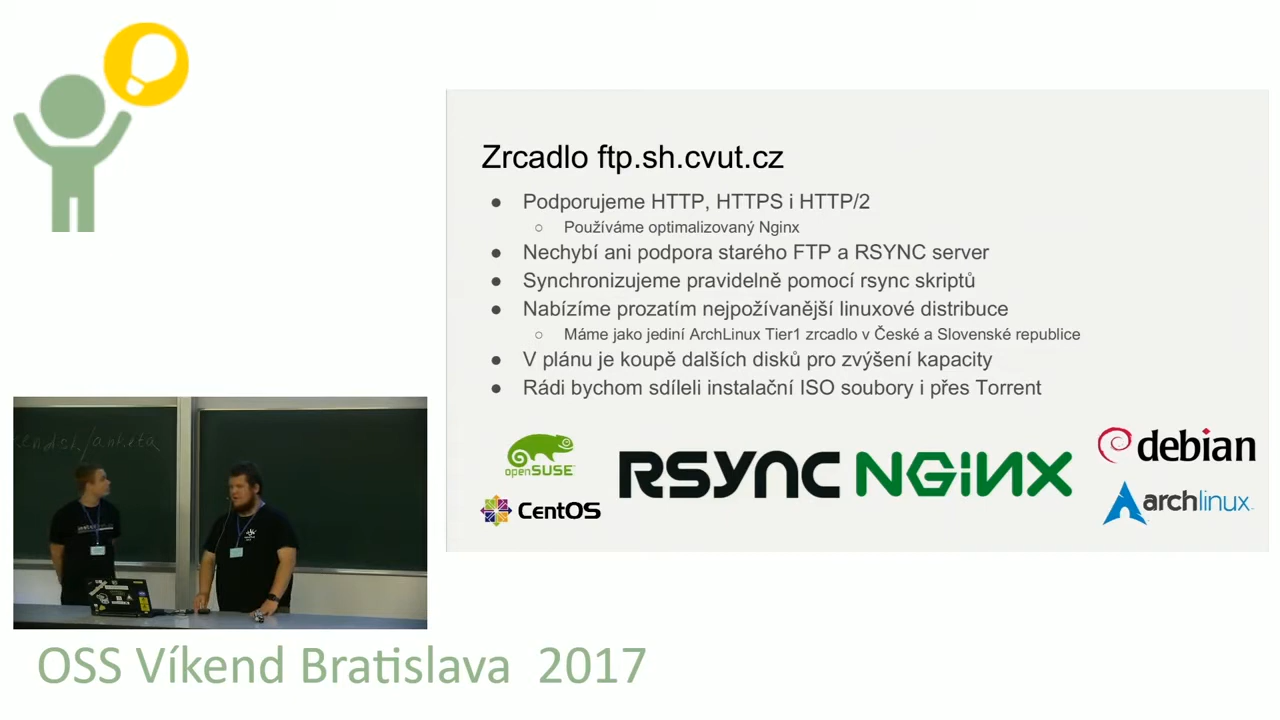 Zrcadlo ftp.sh.cvut.cz
● Podporujeme HTTP, HTTPS i HTTP/2
○ Používáme optimalizovaný Nginx
● Nechybí ani podpora starého FTP a RSYNC server
● Synchronizujeme pravidelně pomocí rsync skriptů
● Nabízíme prozatím nejpožívanější linuxové distribuce
○ Máme jako jediní ArchLinux Tier1 zrcadlo v České a Slovenské republice
● V plánu je koupě dalších disků pro zvýšení kapacity
● Rádi bychom sdíleli instalační ISO soubory i přes Torrent
openSUSE
CentOS
RSYNC
NGINX
debian
archlinux
/anketa
OSS Víkend Bratislava 2017